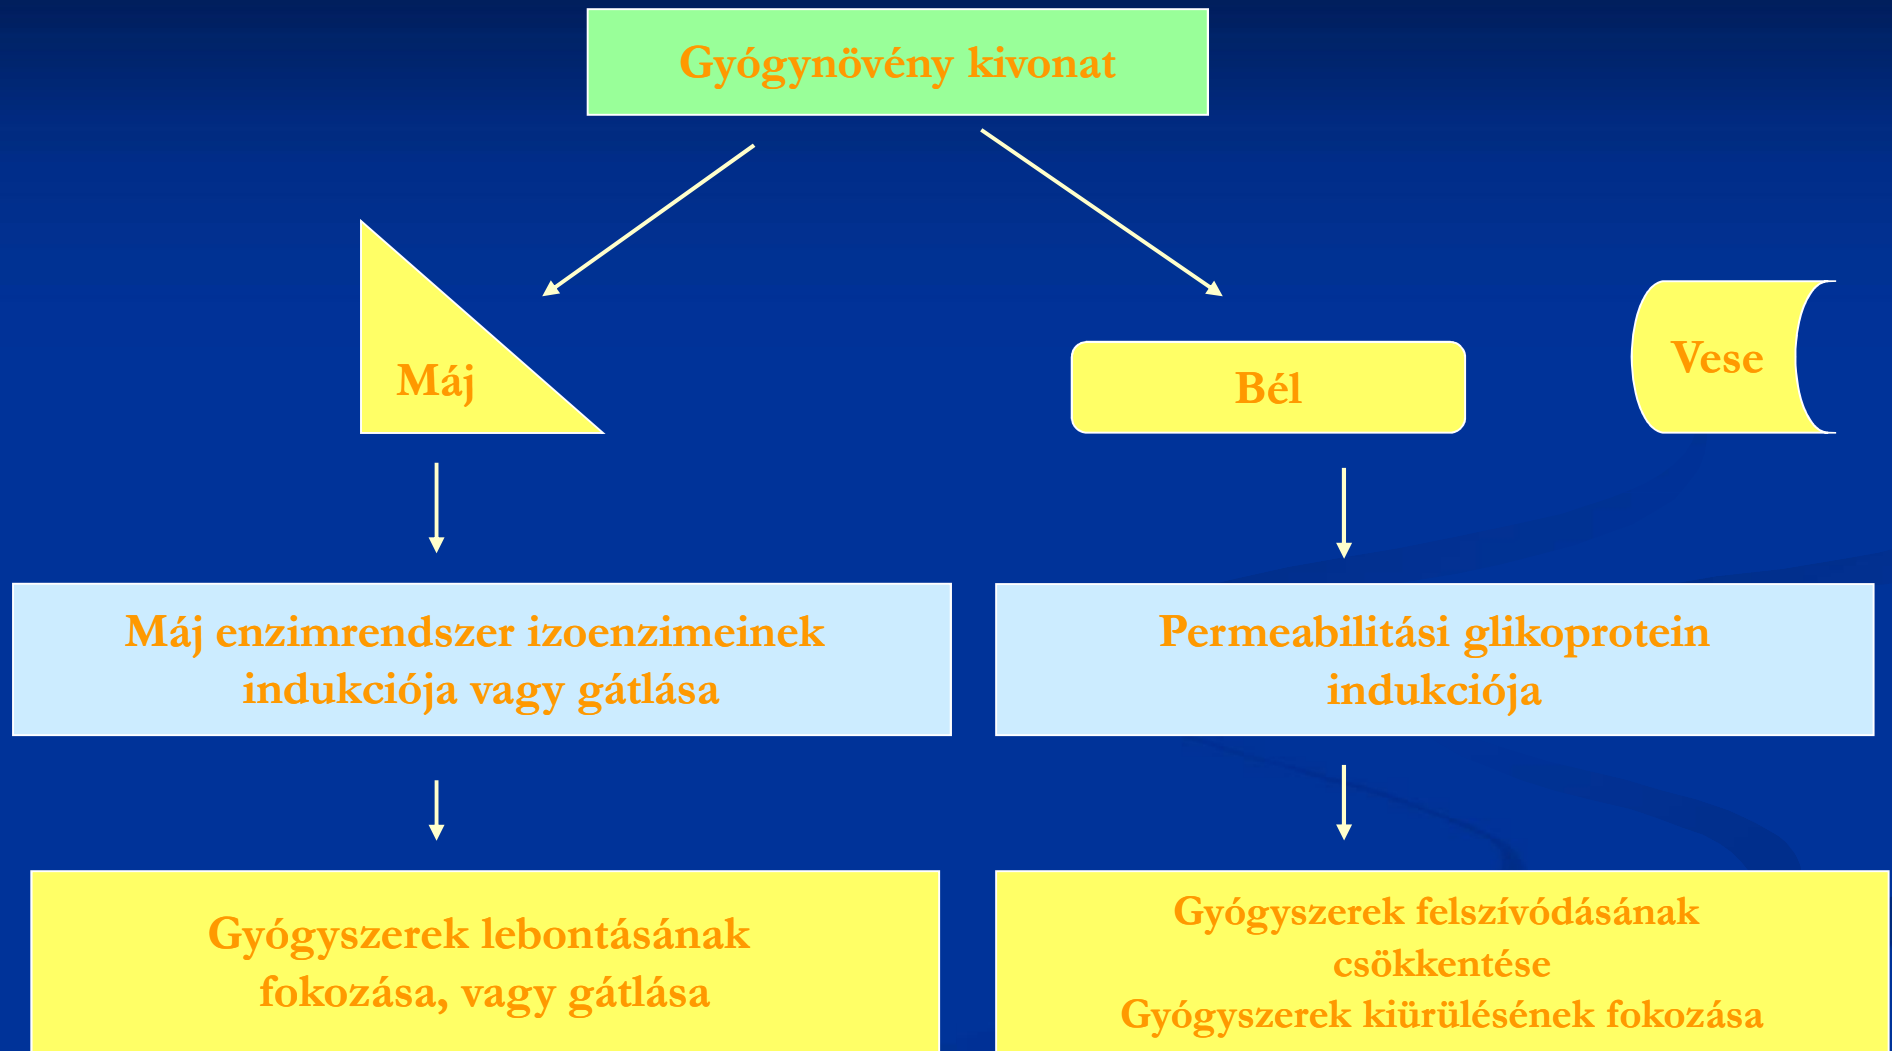 Gyógynövény kivonat
Máj
Bél
Vese
Máj enzimrendszer izoenzimeinek
indukciója vagy gátlása
Permeabilitási glikoprotein
indukciója
Gyógyszerek lebontásának
fokozása, vagy gátlása
Gyógyszerek felszívódásának
csökkentése
Gyógyszerek kiürülésének fokozása